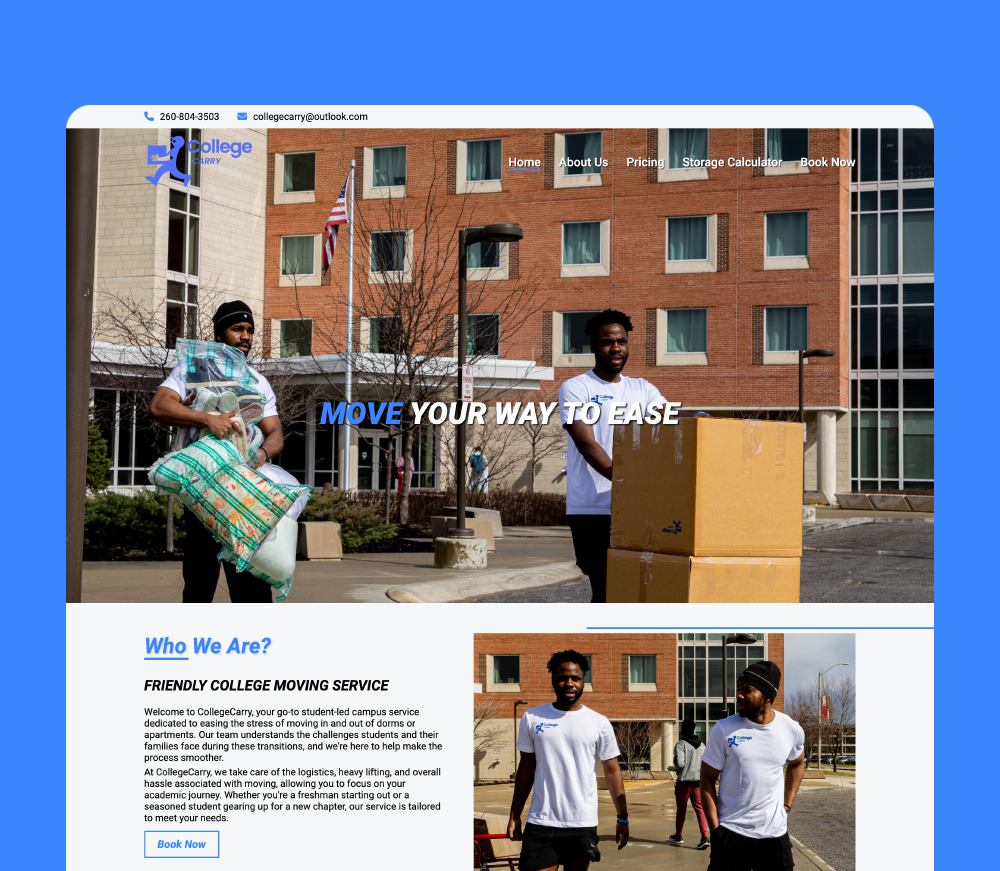 260-804-3503 collegecarry@outlook.com
College
CARRY
Home About Us Pricing Storage Calculator Book Now
MOVE YOUR WAY TO EASE
Who We Are?
FRIENDLY COLLEGE MOVING SERVICE
Welcome to CollegeCarry, your go-to student-led campus service
dedicated to easing the stress of moving in and out of dorms or
apartments. Our team understands the challenges students and their
families face during these transitions, and we're here to help make the
process smoother.
At CollegeCarry, we take care of the logistics, heavy lifting, and overall
hassle associated with moving, allowing you to focus on your
academic journey. Whether you're a freshman starting out or a
seasoned student gearing up for a new chapter, our service is tailored
to meet your needs.
Book Now
College
College